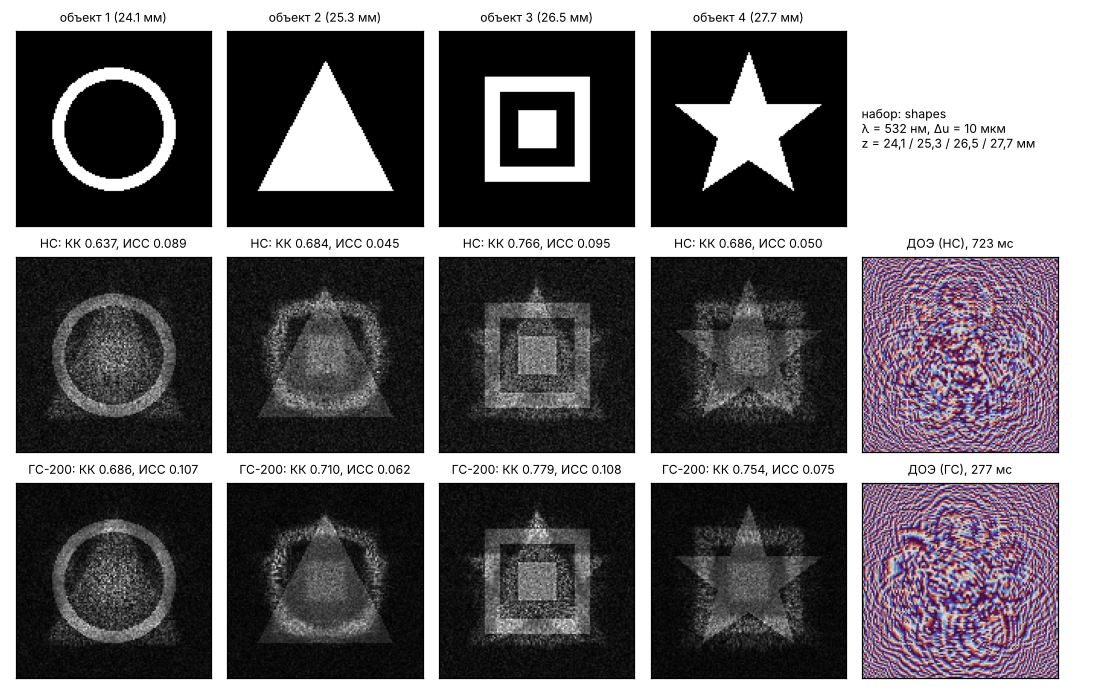 объект 1 (24.1 мм)
объект 2 (25.3 мм)
объект 3 (26.5 мм)
объект 4 (27.7 мм)
набор: shapes
λ = 532 нм, Δu = 10 мкм
z = 24,1 / 25,3 / 26,5 / 27,7 мм
НС: КК 0.637, ИСС 0.089
НС: КК 0.684, ИСС 0.045
НС: КК 0.766, ИСС 0.095
НС: КК 0.686, ИСС 0.050
ДОЭ (НС), 723 мс
ГС-200: КК 0.686, ИСС 0.107
ГС-200: КК 0.710, ИСС 0.062
ГС-200: КК 0.779, ИСС 0.108
ГС-200: КК 0.754, ИСС 0.075
ДОЭ (ГС), 277 мс